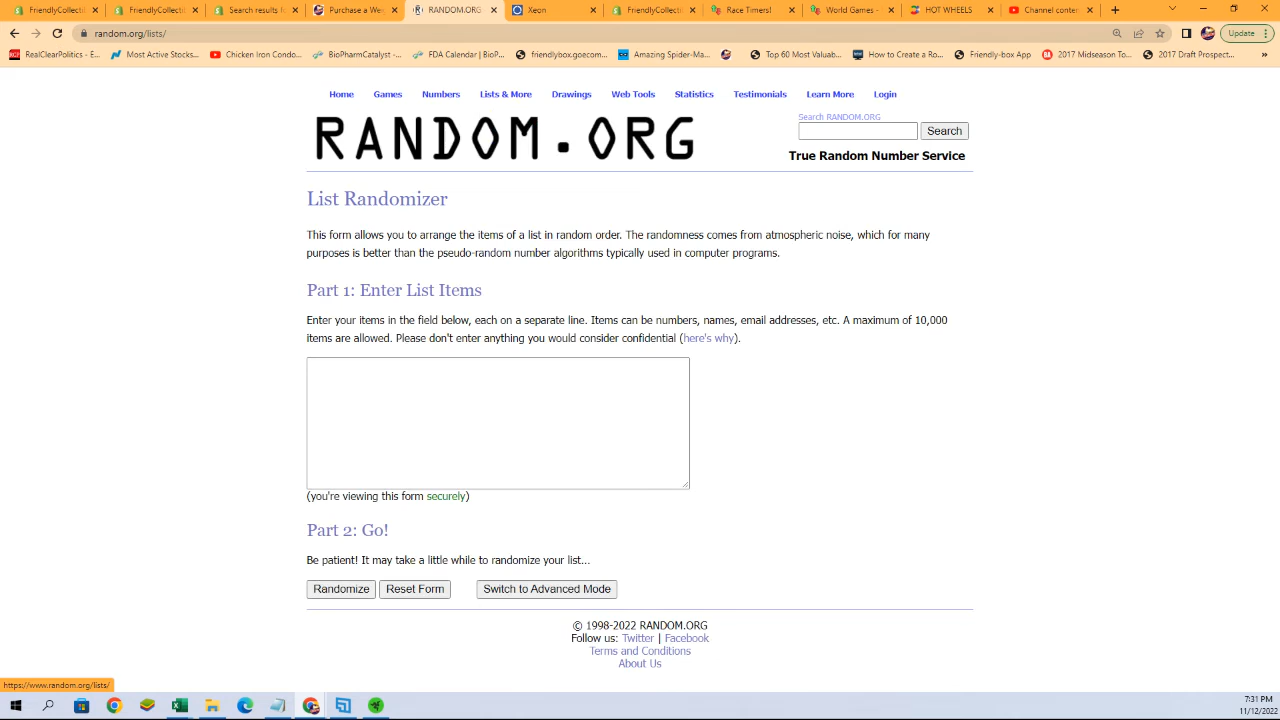 FriendlyCollecti
FriendlyCollecti
Search results fo
Purchase a We
RANDOM.ORG
Xeon
FriendlyCollecti
Race Timers!
World Games -
HOT WHEELS
Channel conten
random.org/lists/
Update
RealClearPolitics - E...
Most Active Stocks...
Chicken Iron Condo...
BioPharmCatalyst -...
FDA Calendar | BioP...
friendlybox.goecom...
Amazing Spider-Ma...
Top 60 Most Valuab...
How to Create a Ro...
Friendly-box App
2017 Midseason To...
2017 Draft Prospect...
»
Home
Games
Numbers
Lists & More
Drawings
Web Tools
Statistics
Testimonials
Learn More
Login
RANDOM.ORG
Search RANDOM.ORG
Search
True Random Number Service
List Randomizer
This form allows you to arrange the items of a list in random order. The randomness comes from atmospheric noise, which for many
purposes is better than the pseudo-random number algorithms typically used in computer programs.
Part 1: Enter List Items
Enter your items in the field below, each on a separate line. Items can be numbers, names, email addresses, etc. A maximum of 10,000
items are allowed. Please don't enter anything you would consider confidential (here's why).
(you're viewing this form securely)
Part 2: Go!
Be patient! It may take a little while to randomize your list...
Randomize
Reset Form
Switch to Advanced Mode
© 1998-2022 RANDOM.ORG
Follow us: Twitter | Facebook
Terms and Conditions
About Us
https://www.random.org/lists/
7:31 PM
11/12/2022